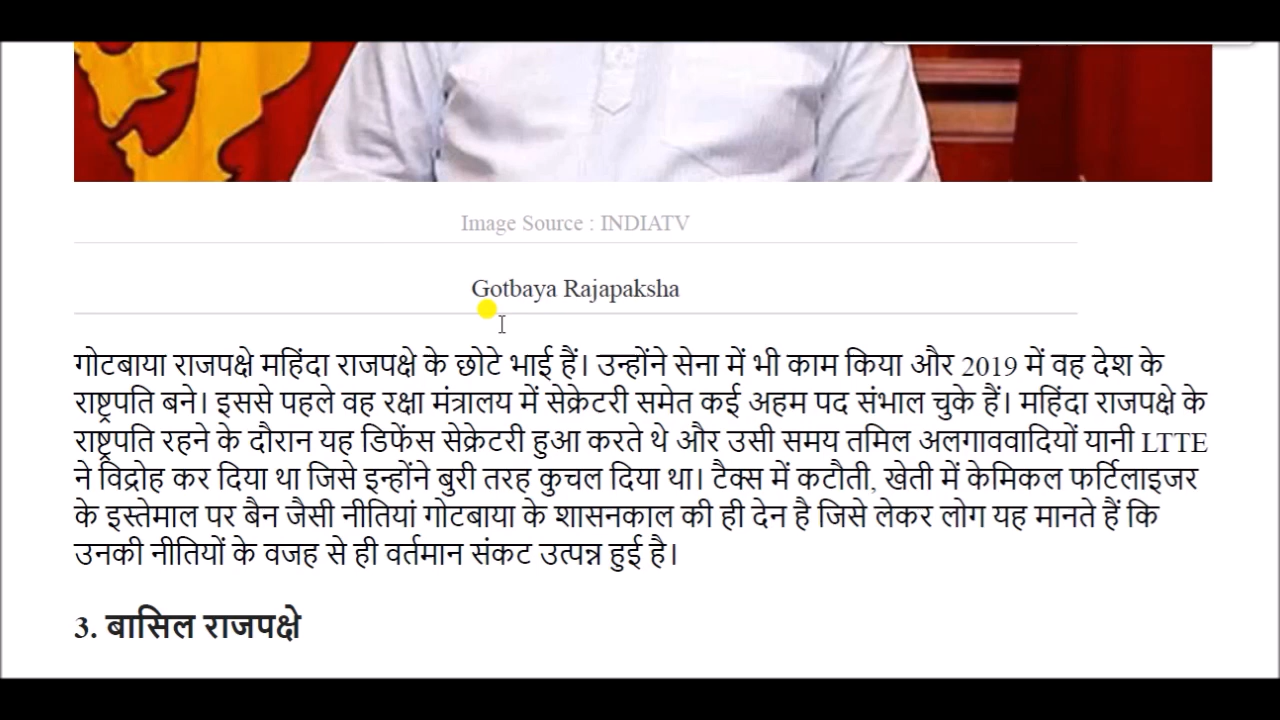 Image Source : INDIATV
Gotbaya Rajapaksha
गोटबाया राजपक्षे महिंदा राजपक्षे के छोटे भाई हैं। उन्होंने सेना में भी काम किया और 2019 में वह देश के
राष्ट्रपति बने। इससे पहले वह रक्षा मंत्रालय में सेक्रेटरी समेत कई अहम पद संभाल चुके हैं। महिंदा राजपक्षे के
राष्ट्रपति रहने के दौरान यह डिफेंस सेक्रेटरी हुआ करते थे और उसी समय तमिल अलगाववादियों यानी LTTE
ने विद्रोह कर दिया था जिसे इन्होंने बुरी तरह कुचल दिया था। टैक्स में कटौती, खेती में केमिकल फर्टिलाइजर
के इस्तेमाल पर बैन जैसी नीतियां गोटबाया के शासनकाल की ही देन है जिसे लेकर लोग यह मानते हैं कि
उनकी नीतियों के वजह से ही वर्तमान संकट उत्पन्न हुई है।
3. बासिल राजपक्षे